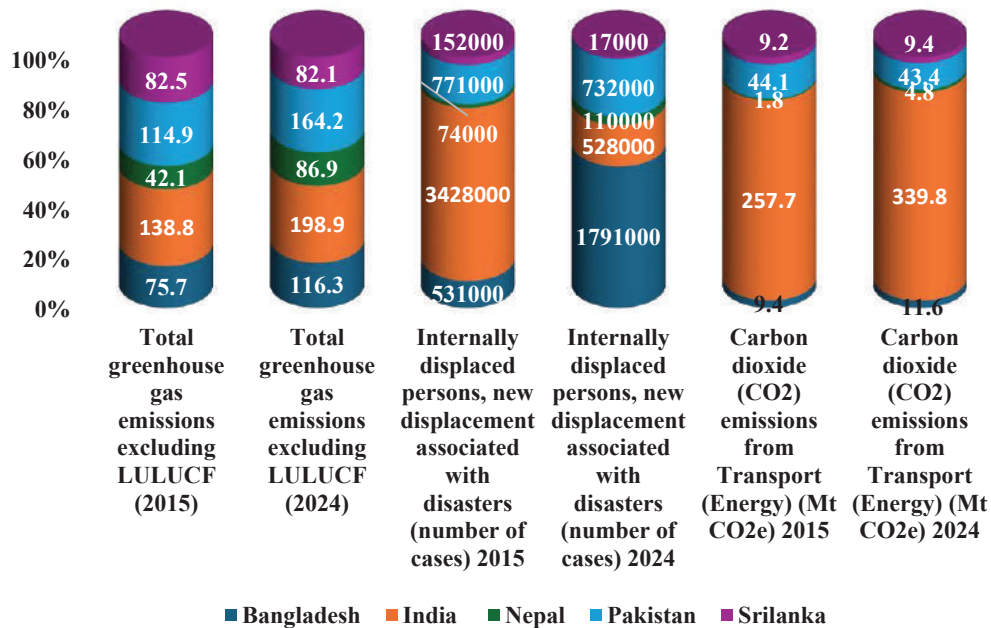 100%
80%
60%
40%
20%
0%
82.5
114.9
42.1
138.8
75.7
82.1
164.2
86.9
198.9
116.3
152000
771000
74000
3428000
531000
17000
732000
110000
528000
1791000
9.2
44.1
1.8
257.7
9.4
9.4
43.4
4.8
339.8
11.6
Total
greenhouse
gas
emissions
excluding
LULUCF
(2015)
Total
greenhouse
gas
emissions
excluding
LULUCF
(2024)
Internally
displaced
persons, new
displacement
associated
with
disasters
(number of
cases) 2015
Internally
displaced
persons, new
displacement
associated
with
disasters
(number of
cases) 2024
Carbon
dioxide
(CO2)
emissions
from
Transport
(Energy) (Mt
CO2e) 2015
Carbon
dioxide
(CO2)
emissions
from
Transport
(Energy) (Mt
CO2e) 2024
Bangladesh India Nepal Pakistan Srilanka